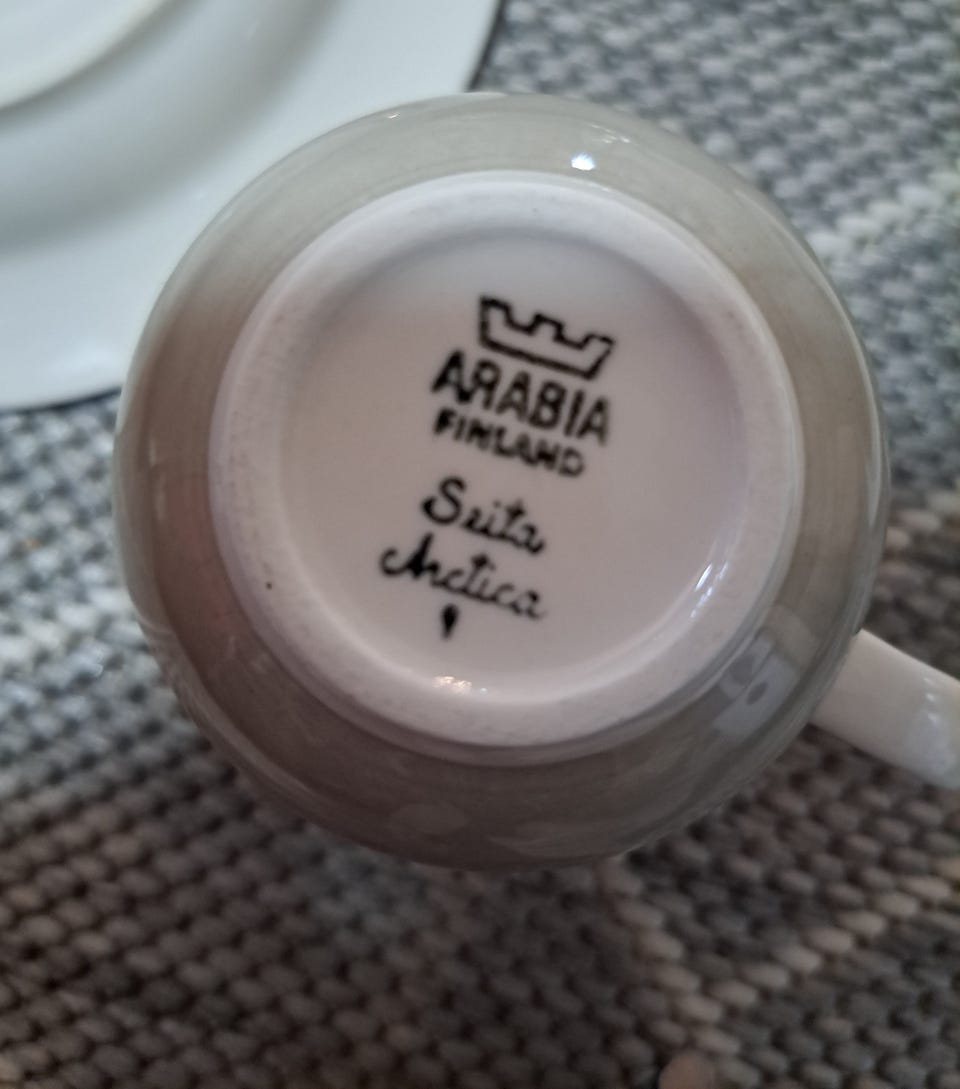 ARABIA
FINLAND
Seita
Arctica